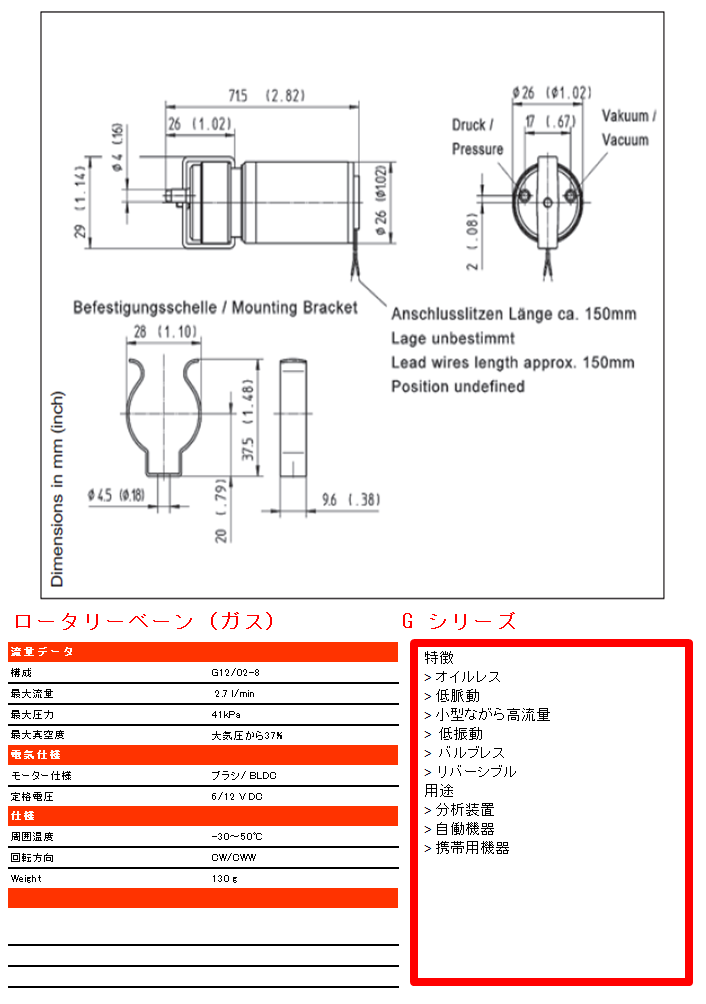 71.5 (2.82)
26 (1.02)
ϕ4 (.16)
29 (1.14)
ϕ26 (ϕ1.02)
ϕ26 (ϕ1.02)
17 (.67)
Druck /
Pressure
Vakuum /
Vacuum
2 (.08)
Befestigungsschelle / Mounting Bracket
28 (1.10)
Anschlusslitzen Länge ca. 150mm
Lage unbestimmt
Lead wires length approx. 150mm
Position undefined
37.5 (1.48)
20 (.79)
ϕ4.5 (ϕ.18)
9.6 (.38)
Dimensions in mm (inch)
ロータリーベーン (ガス)
G シリーズ
流量データ
構成 G12/02-8
最大流量 2.7 l/min
最大圧力 41kPa
最大真空度 大気圧から37%
電気仕様
モーター仕様 ブラシ/ BLDC
定格電圧 6/12 V DC
仕様
周囲温度 -30～50℃
回転方向 CW/CWW
Weight 130 g
特徴
> オイルレス
> 低脈動
> 小型ながら高流量
> 低振動
> バルブレス
> リバーシブル
用途
> 分析装置
> 自働機器
> 携帯用機器